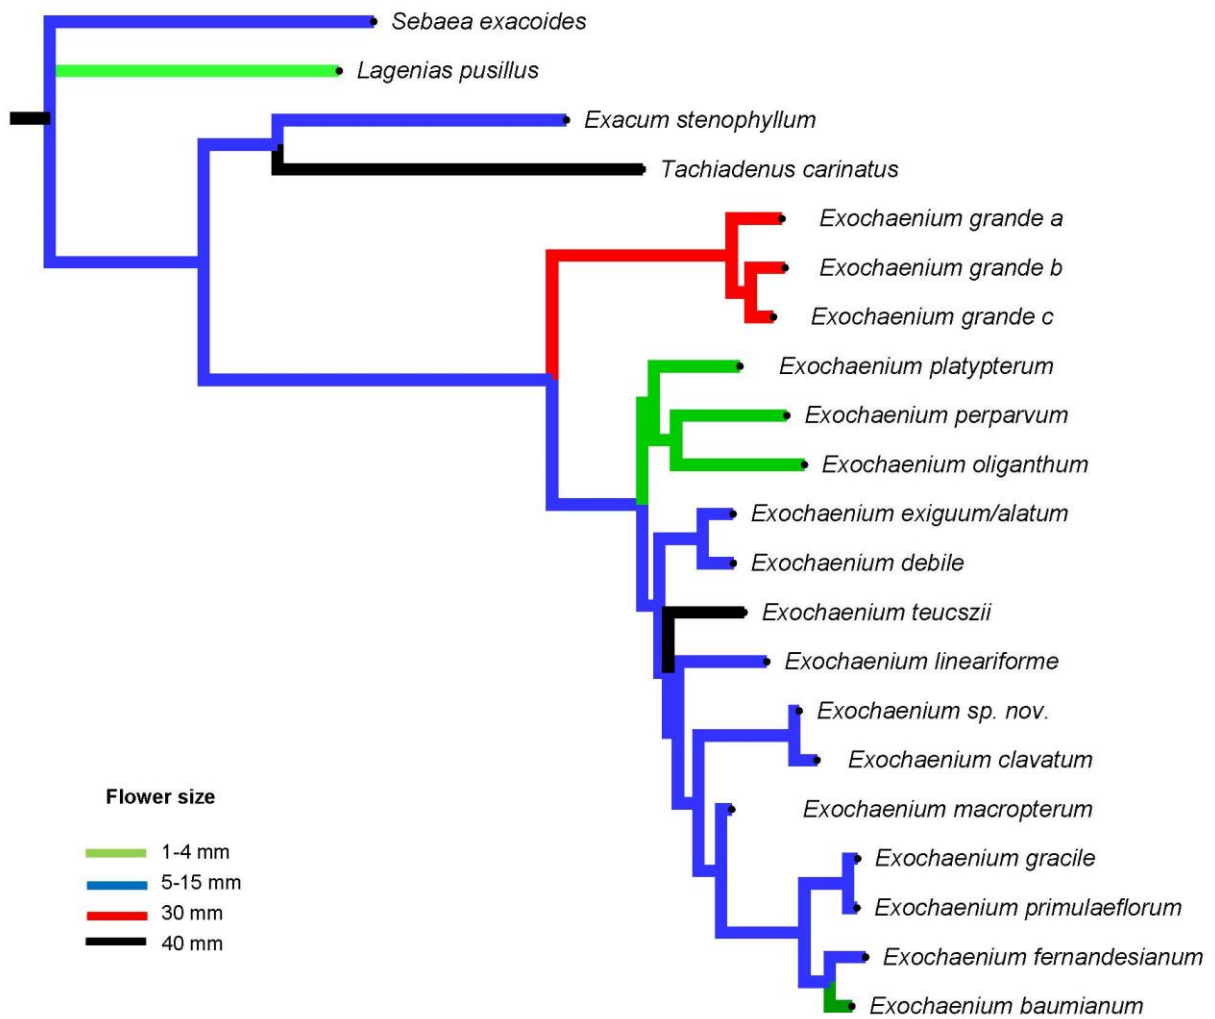 Sebaea exacoides
Lagenias pusillus
Exacum stenophyllum
Tachiadenus carinatus
Exochaenium grande a
Exochaenium grande b
Exochaenium grande c
Exochaenium platypterum
Exochaenium perparvum
Exochaenium oliganthum
Exochaenium exiguum/alatum
Exochaenium debile
Exochaenium teucszii
Exochaenium lineariforme
Exochaenium sp. nov.
Exochaenium clavatum
Exochaenium macropterum
Exochaenium gracile
Exochaenium primulaeflorum
Exochaenium fernandesianum
Exochaenium baumianum
Flower size
1-4 mm
5-15 mm
30 mm
40 mm